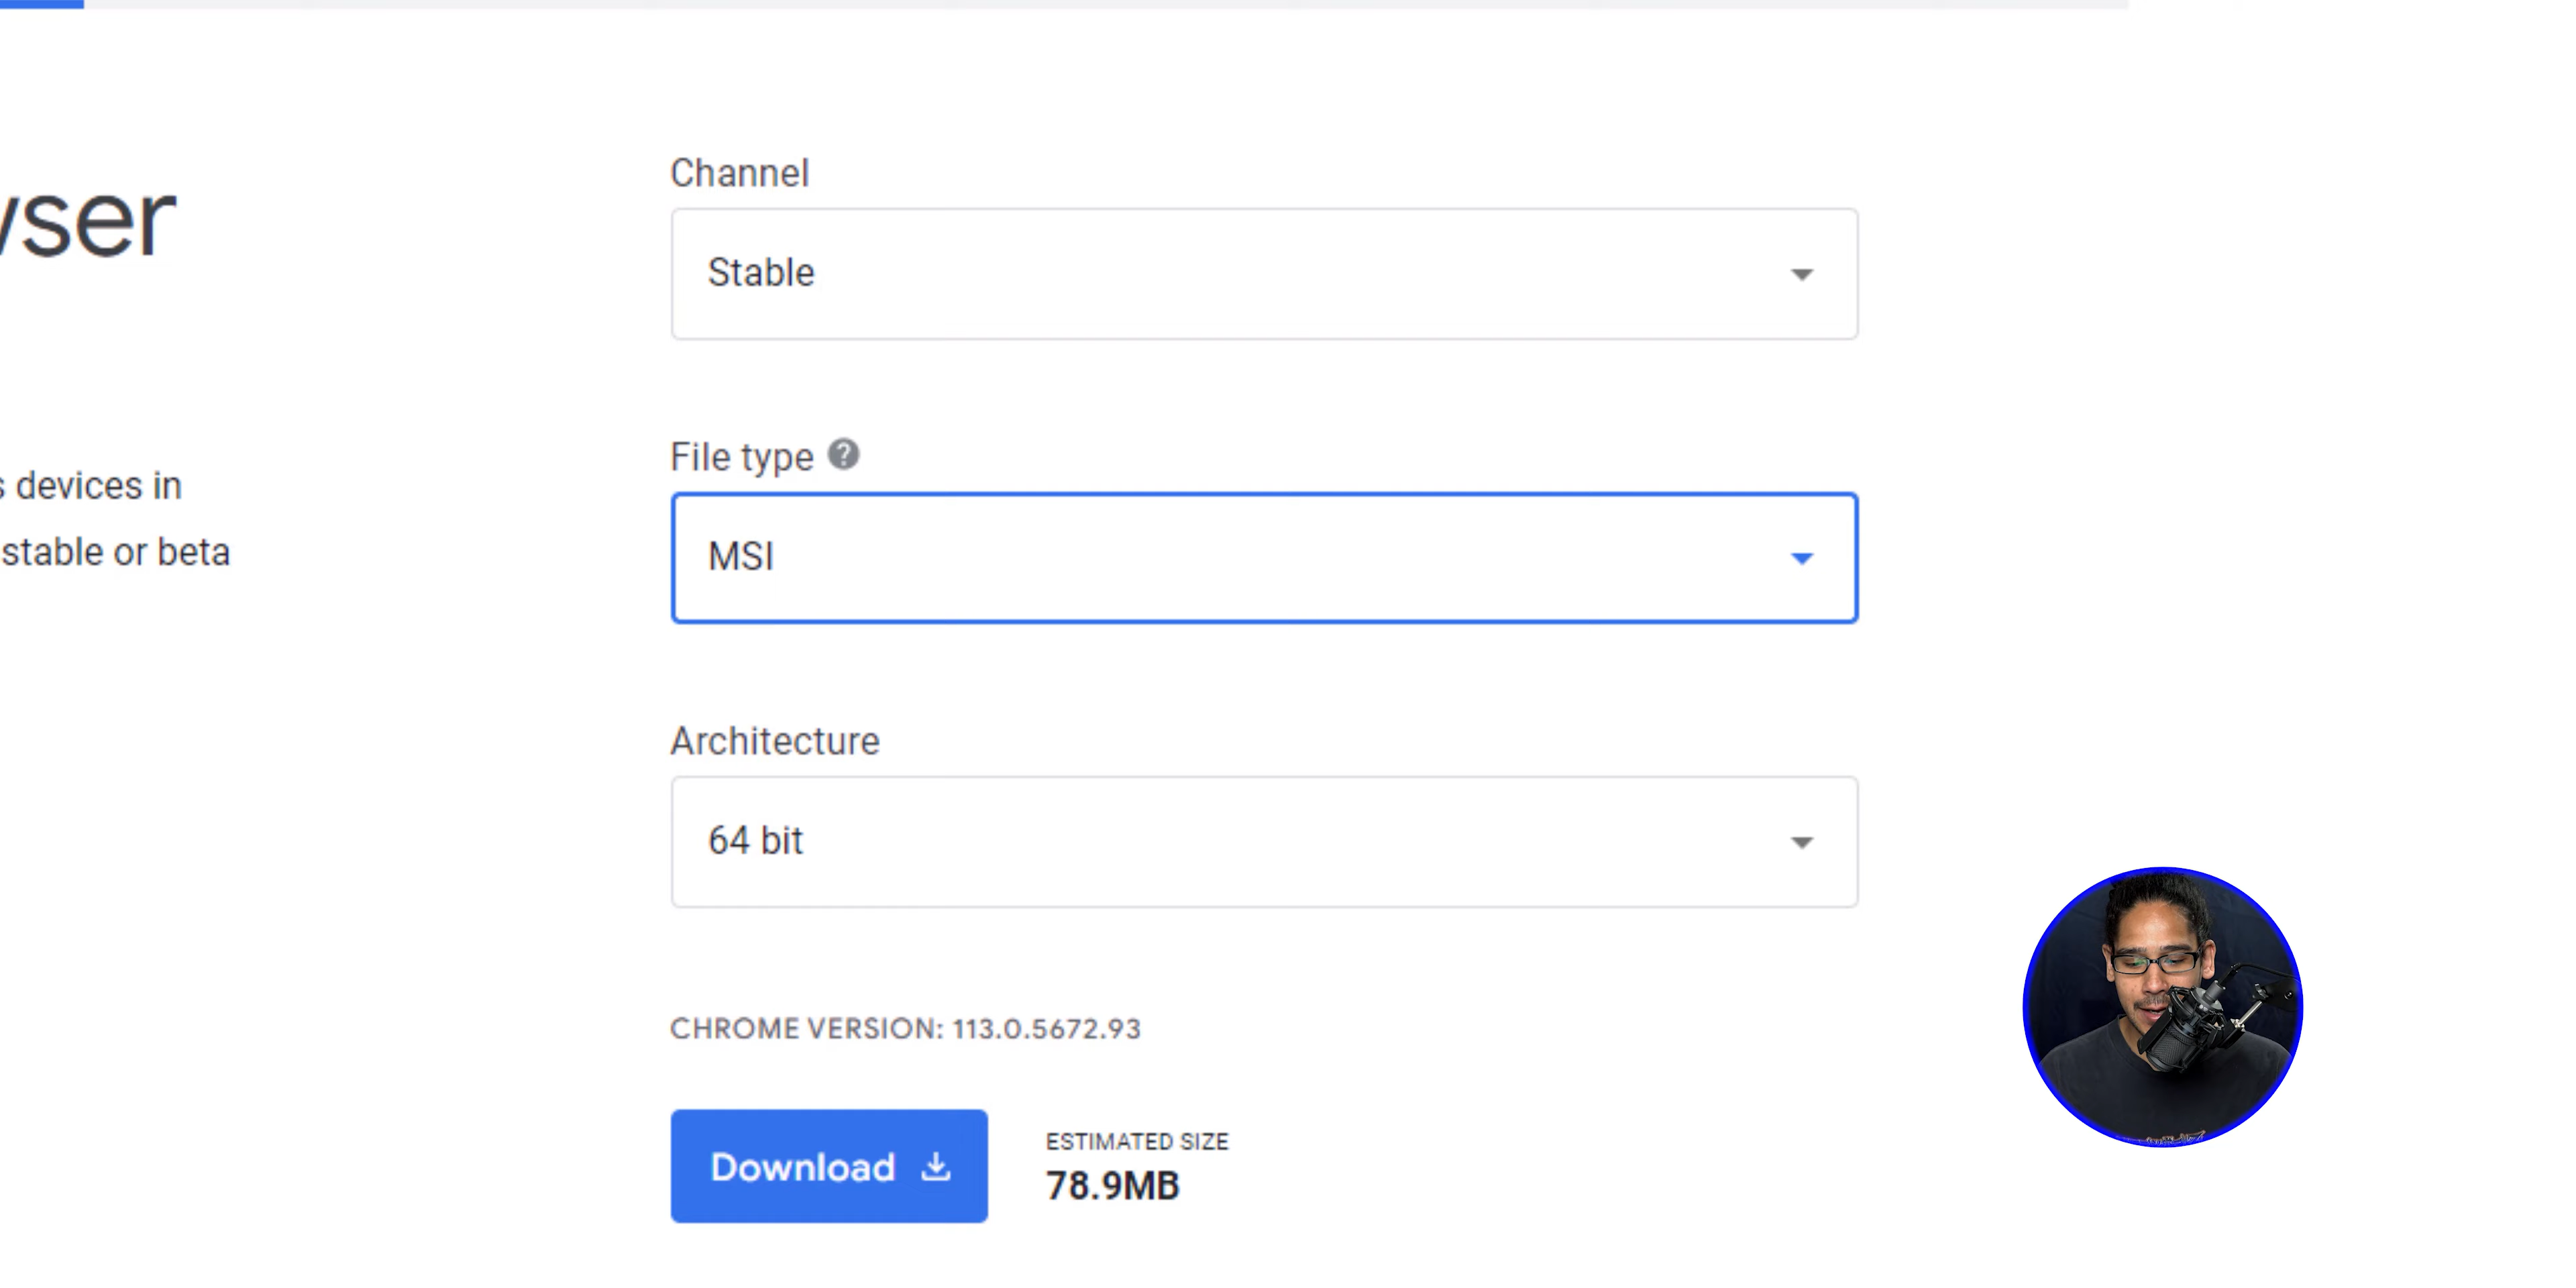 Channel
wser
Stable
File type ?
s devices in
stable or beta
MSI
Architecture
64 bit
CHROME VERSION: 113.0.5672.93
Download
ESTIMATED SIZE
78.9MB